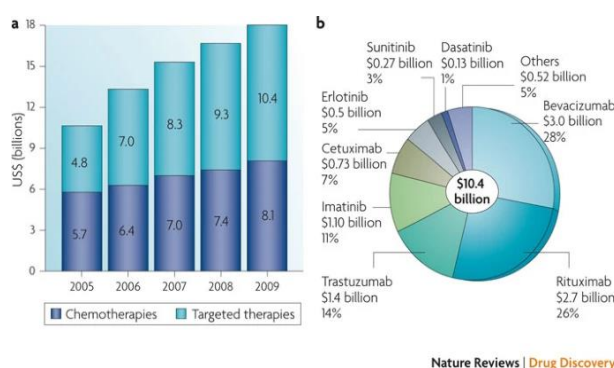 a
18
15
12
9
6
3
0
US$ (billions)
4.8
7.0
8.3
9.3
10.4
5.7
6.4
7.0
7.4
8.1
2005 2006 2007 2008 2009
Chemotherapies Targeted therapies
b
Sunitinib
$0.27 billion
3%
Dasatinib
$0.13 billion
1%
Others
$0.52 billion
5%
Bevacizumab
$3.0 billion
28%
Erlotinib
$0.5 billion
5%
Cetuximab
$0.73 billion
7%
Imatinib
$1.10 billion
11%
Trastuzumab
$1.4 billion
14%
Rituximab
$2.7 billion
26%
$10.4
billion
Nature Reviews | Drug Discovery